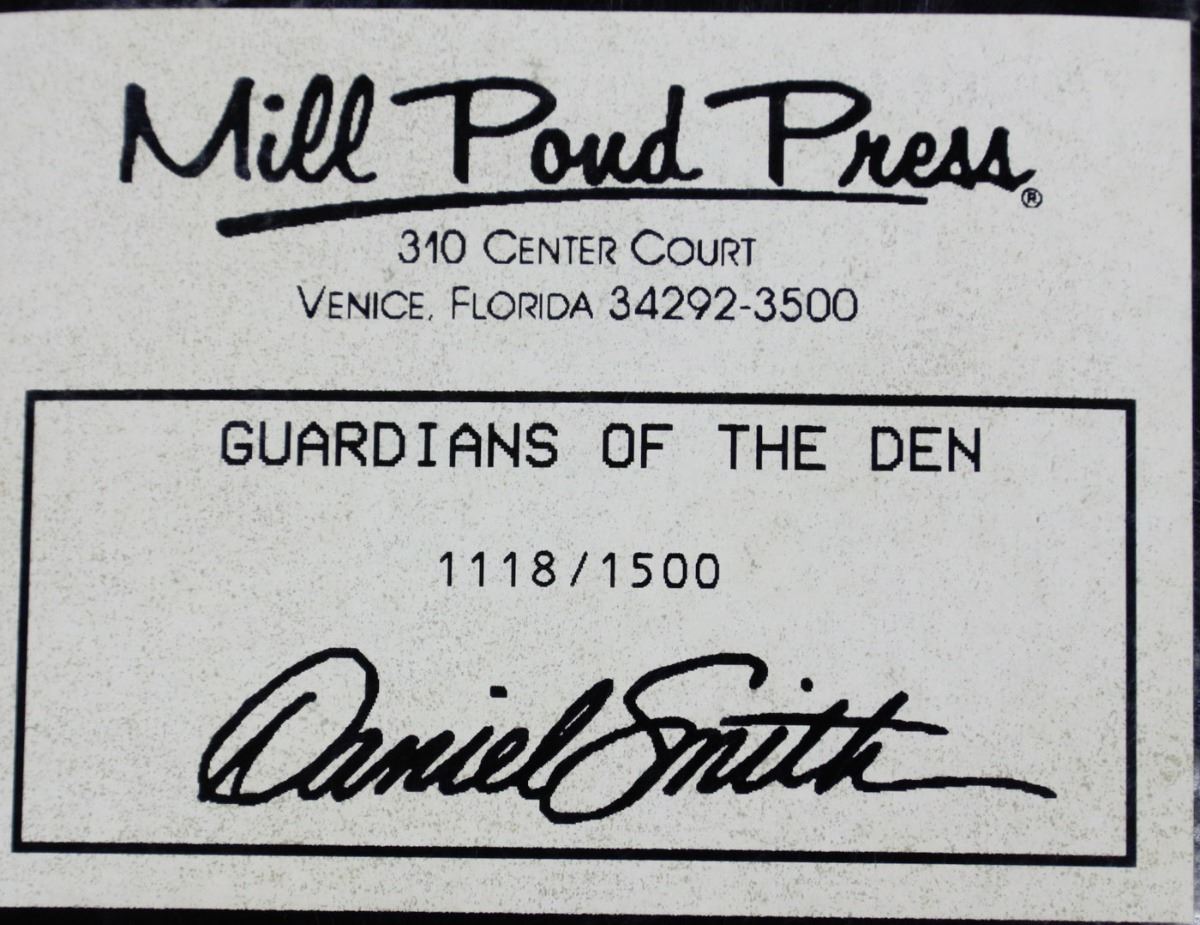 Mill Pond Press®
310 CENTER COURT
VENICE, FLORIDA 34292-3500
GUARDIANS OF THE DEN
1118/1500
Daniel Smith